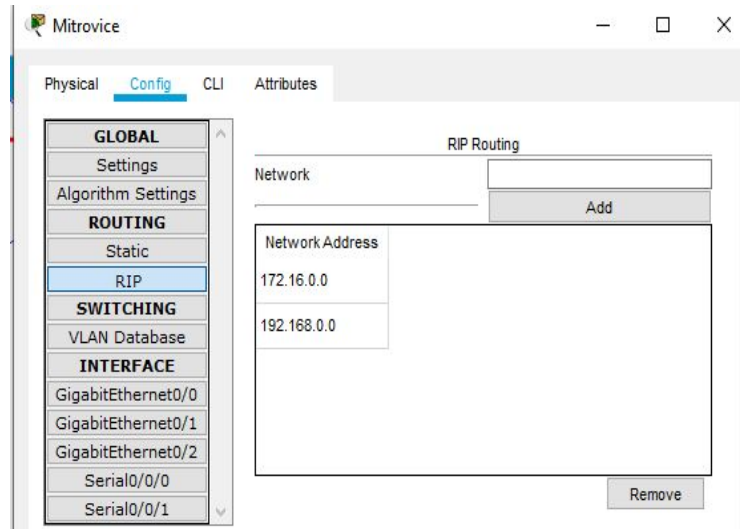 Mitrovice
Physical Config CLI Attributes
GLOBAL
Settings
Algorithm Settings
ROUTING
Static
RIP
SWITCHING
VLAN Database
INTERFACE
GigabitEthernet0/0
GigabitEthernet0/1
GigabitEthernet0/2
Serial0/0/0
Serial0/0/1
RIP Routing
Network
Add
Network Address
172.16.0.0
192.168.0.0
Remove